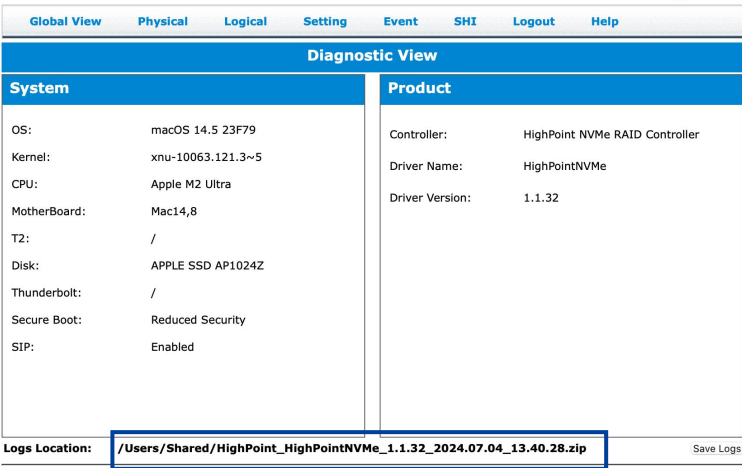 Global View Physical Logical Setting Event SHI Logout Help
Diagnostic View
System
OS: macOS 14.5 23F79
Kernel: xnu-10063.121.3~5
CPU: Apple M2 Ultra
MotherBoard: Mac14,8
T2: /
Disk: APPLE SSD AP1024Z
Thunderbolt: /
Secure Boot: Reduced Security
SIP: Enabled
Product
Controller: HighPoint NVMe RAID Controller
Driver Name: HighPointNVMe
Driver Version: 1.1.32
Logs Location: /Users/Shared/HighPoint_HighPointNVMe_1.1.32_2024.07.04_13.40.28.zip Save Logs